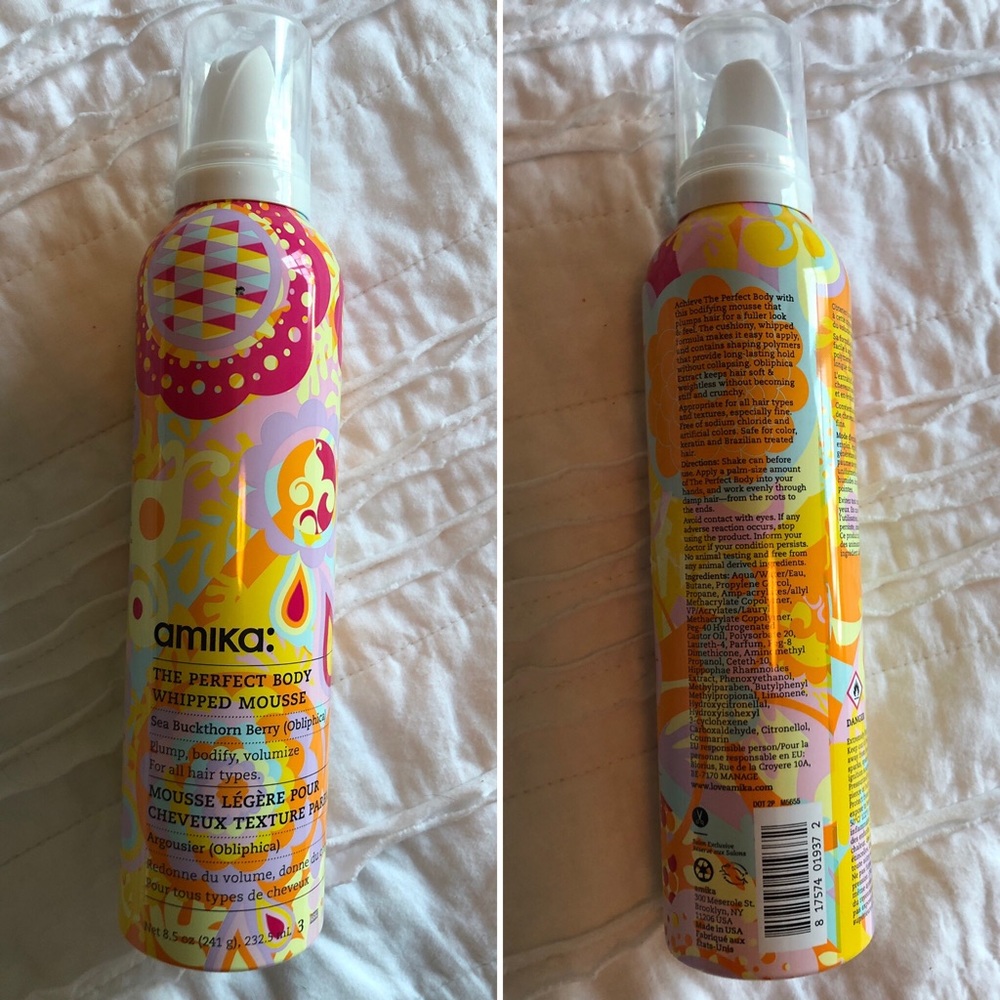 amika:
THE PERFECT BODY
WHIPPED MOUSSE
Sea Buckthorn Berry (Obliphica)
Plump, bodify, volumize
For all hair types.
MOUSSE LÉGÈRE POUR
CHEVEUX TEXTURE
Argousier (Obliphica)
Redonne du volume, donne du
Pour tous types de cheveux
Net 8.5 oz (241 g), 232.5 mL 3
Achieve The Perfect Body with
this bodifying mousse that
plumps hair for a fuller look
& feel. The cushiony, whipped
formula makes it easy to apply,
and contains shaping polymers
that provide long-lasting hold
without collapsing. Obliphica
Extract keeps hair soft &
weightless without becoming
stiff and crunchy.
Appropriate for all hair types
and textures, especially fine.
Free of sodium chloride and
artificial colors. Safe for color,
keratin and Brazilian treated
hair.
Directions: Shake can before
use. Apply a palm-size amount
of The Perfect Body into your
hands, and work evenly through
damp hair—from the roots to
the ends.
Avoid contact with eyes. If any
adverse reaction occurs, stop
using the product. Inform your
doctor if your condition persists.
No animal testing and free from
any animal derived ingredients.
Ingredients: Aqua/Water/Eau,
Butane, Propylene Glycol,
Propane, Amp-acrylates/allyl
Methacrylate Copolymer,
VP/Acrylates/Lauryl
Methacrylate Copolymer,
Peg-40 Hydrogenated
Castor Oil, Polysorbate 20,
Laureth-4, Parfum, Peg-8
Dimethicone, Aminomethyl
Propanol, Ceteth-10,
Hippophae Rhamnoides
Extract, Phenoxyethanol,
Methylparaben, Butylphenyl
Methylpropional, Limonene,
Hydroxycitronellal,
Hydroxyisohexyl
3-cyclohexene
Carboxaldehyde, Citronellol,
Coumarin
EU responsible person/Pour la
personne responsable en EU;
Biorius, Rue de la Croyere 10A,
BE-7170 MANAGE
www.loveamika.com
DOT 2P M5655
Salon Exclusive
amika
300 Meserole St.
Brooklyn, NY
11206 USA
Made in USA
Fabriqué aux
États-Unis
8 17574 01937 2
DANGER